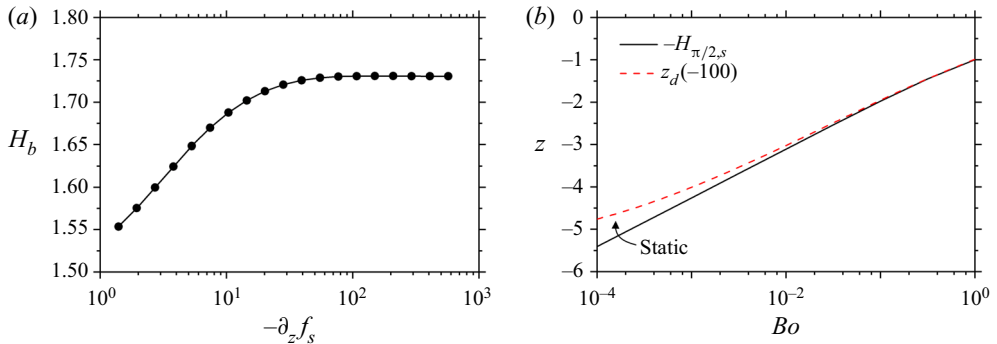 (a)
1.80
1.75
1.70
H_b
1.65
1.60
1.55
1.50
10^0
10^1
10^2
10^3
−∂_z f_s
(b)
0
−1
−2
z
−3
−4
−5
−6
−H_{π/2,s}
z_d(−100)
Static
10^{−4}
10^{−2}
10^0
Bo